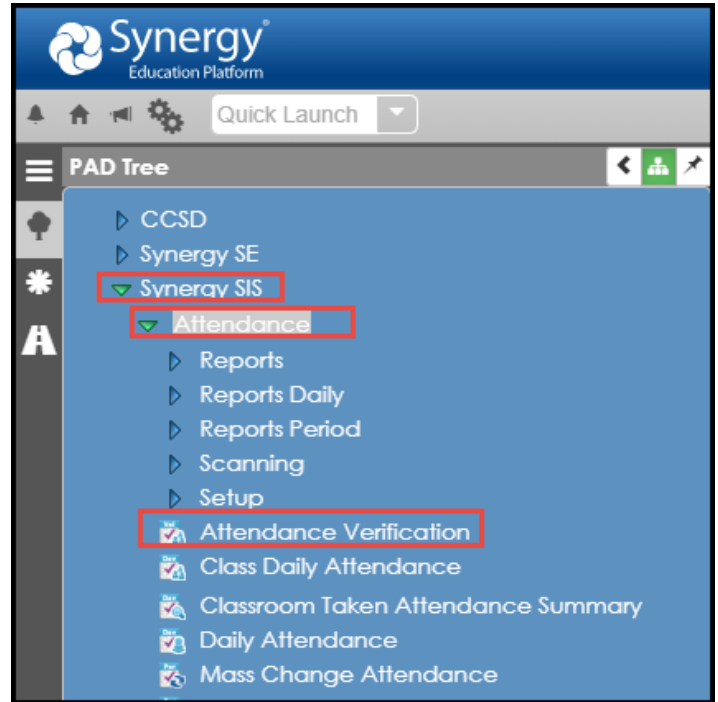 Synergy
Education Platform
Quick Launch
PAD Tree
CCSD
Synergy SE
Synergy SIS
Attendance
Reports
Reports Daily
Reports Period
Scanning
Setup
Attendance Verification
Class Daily Attendance
Classroom Taken Attendance Summary
Daily Attendance
Mass Change Attendance